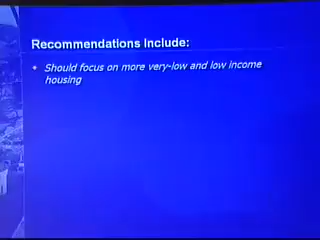 Recommendations Include:
Should focus on more very-low and low income
housing